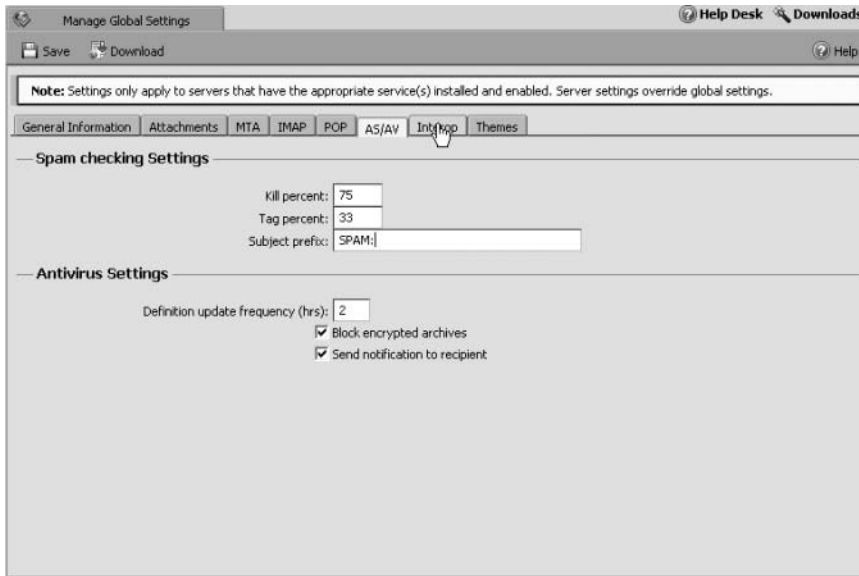 Manage Global Settings
Help Desk Downloads
Save Download Help
Note: Settings only apply to servers that have the appropriate service(s) installed and enabled. Server settings override global settings.
General Information Attachments MTA IMAP POP AS/AV Themes
Spam checking Settings
Kill percent: 75
Tag percent: 33
Subject prefix: SPAM:
Antivirus Settings
Definition update frequency (hrs): 2
Block encrypted archives
Send notification to recipient